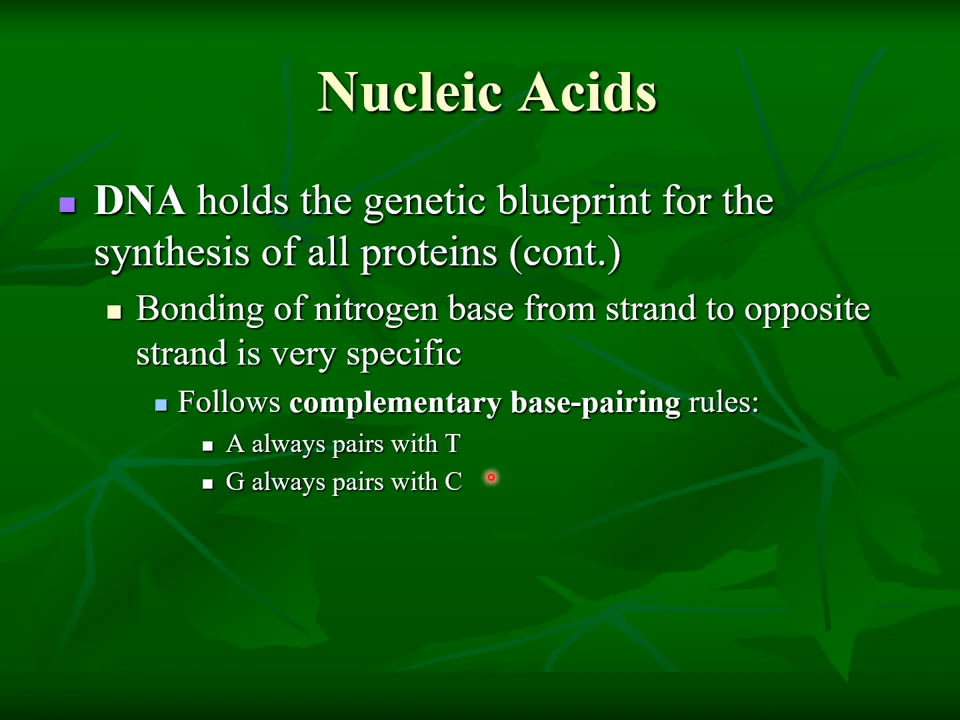 Nucleic Acids
DNA holds the genetic blueprint for the
synthesis of all proteins (cont.)
Bonding of nitrogen base from strand to opposite
strand is very specific
Follows complementary base-pairing rules:
A always pairs with T
G always pairs with C